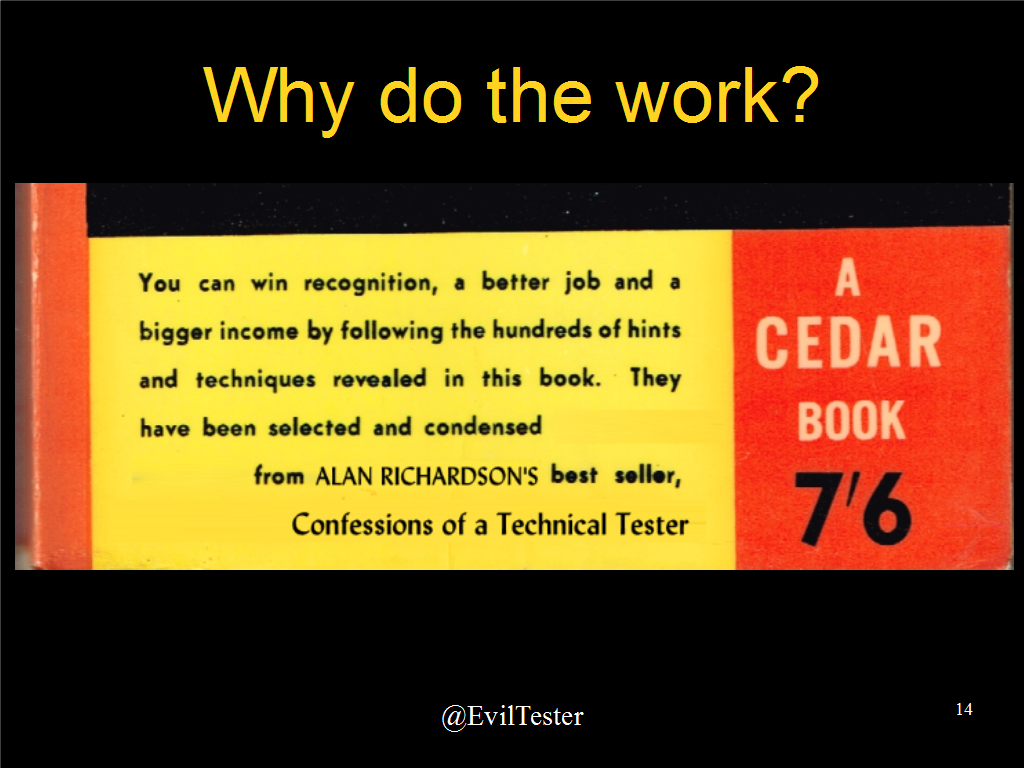 Why do the work?
You can win recognition, a better job and a
bigger income by following the hundreds of hints
and techniques revealed in this book. They
have been selected and condensed
from ALAN RICHARDSON'S best seller,
Confessions of a Technical Tester
A
CEDAR
BOOK
7'6
@EvilTester
14